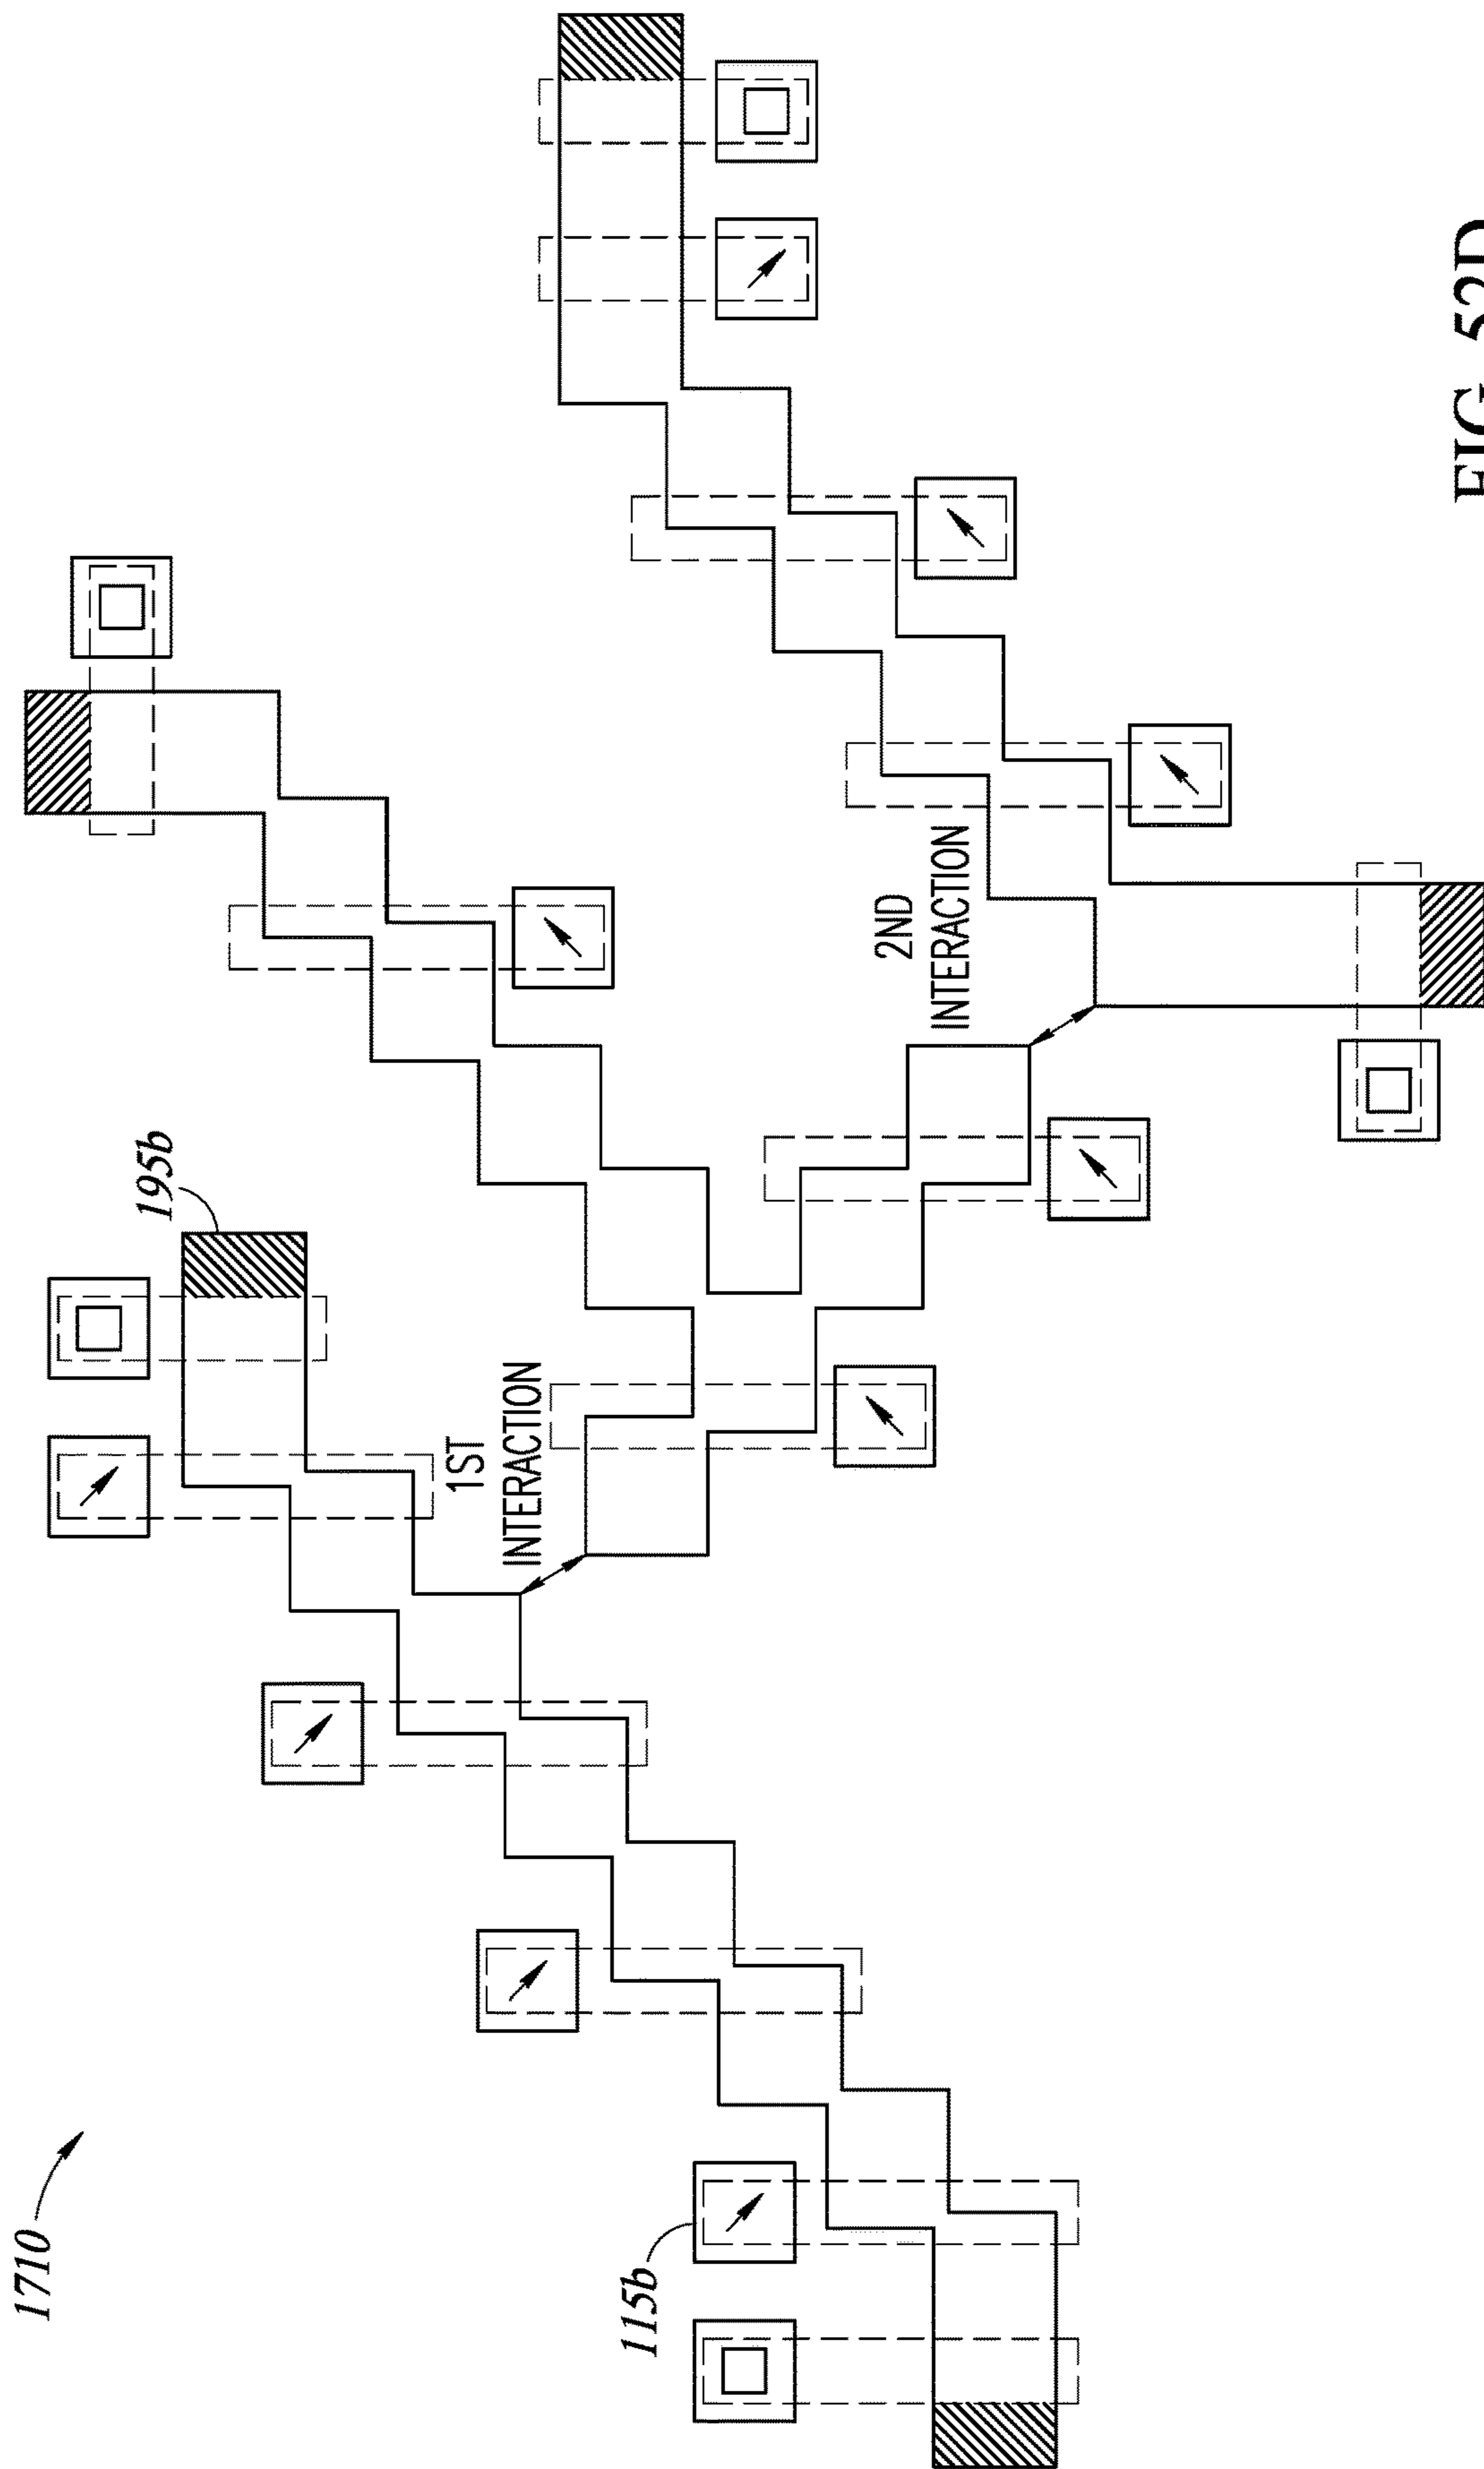 1710
195b
115b
1ST
INTERACTION
2ND
INTERACTION
FIG. 52D